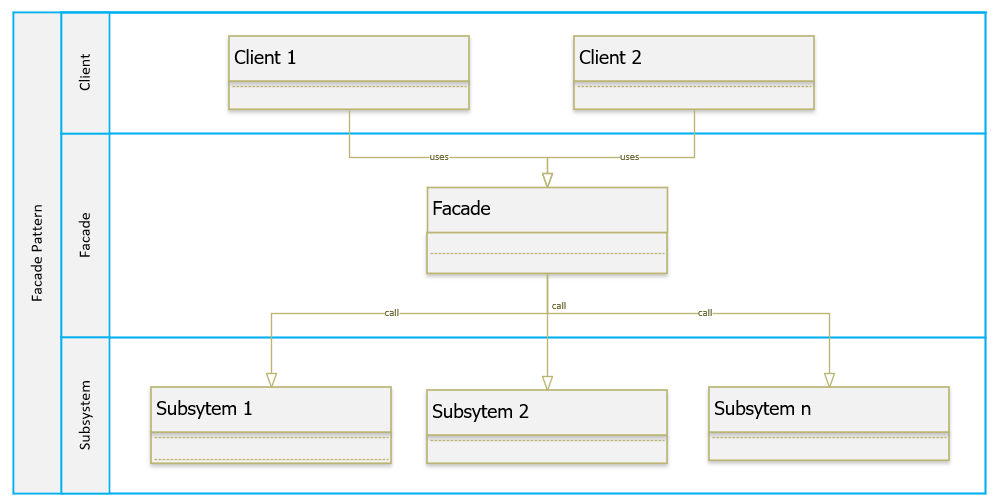 Facade Pattern
Client
Client 1
Client 2
uses
uses
Facade
Facade
call
call
call
Subsystem
Subsytem 1
Subsytem 2
Subsytem n